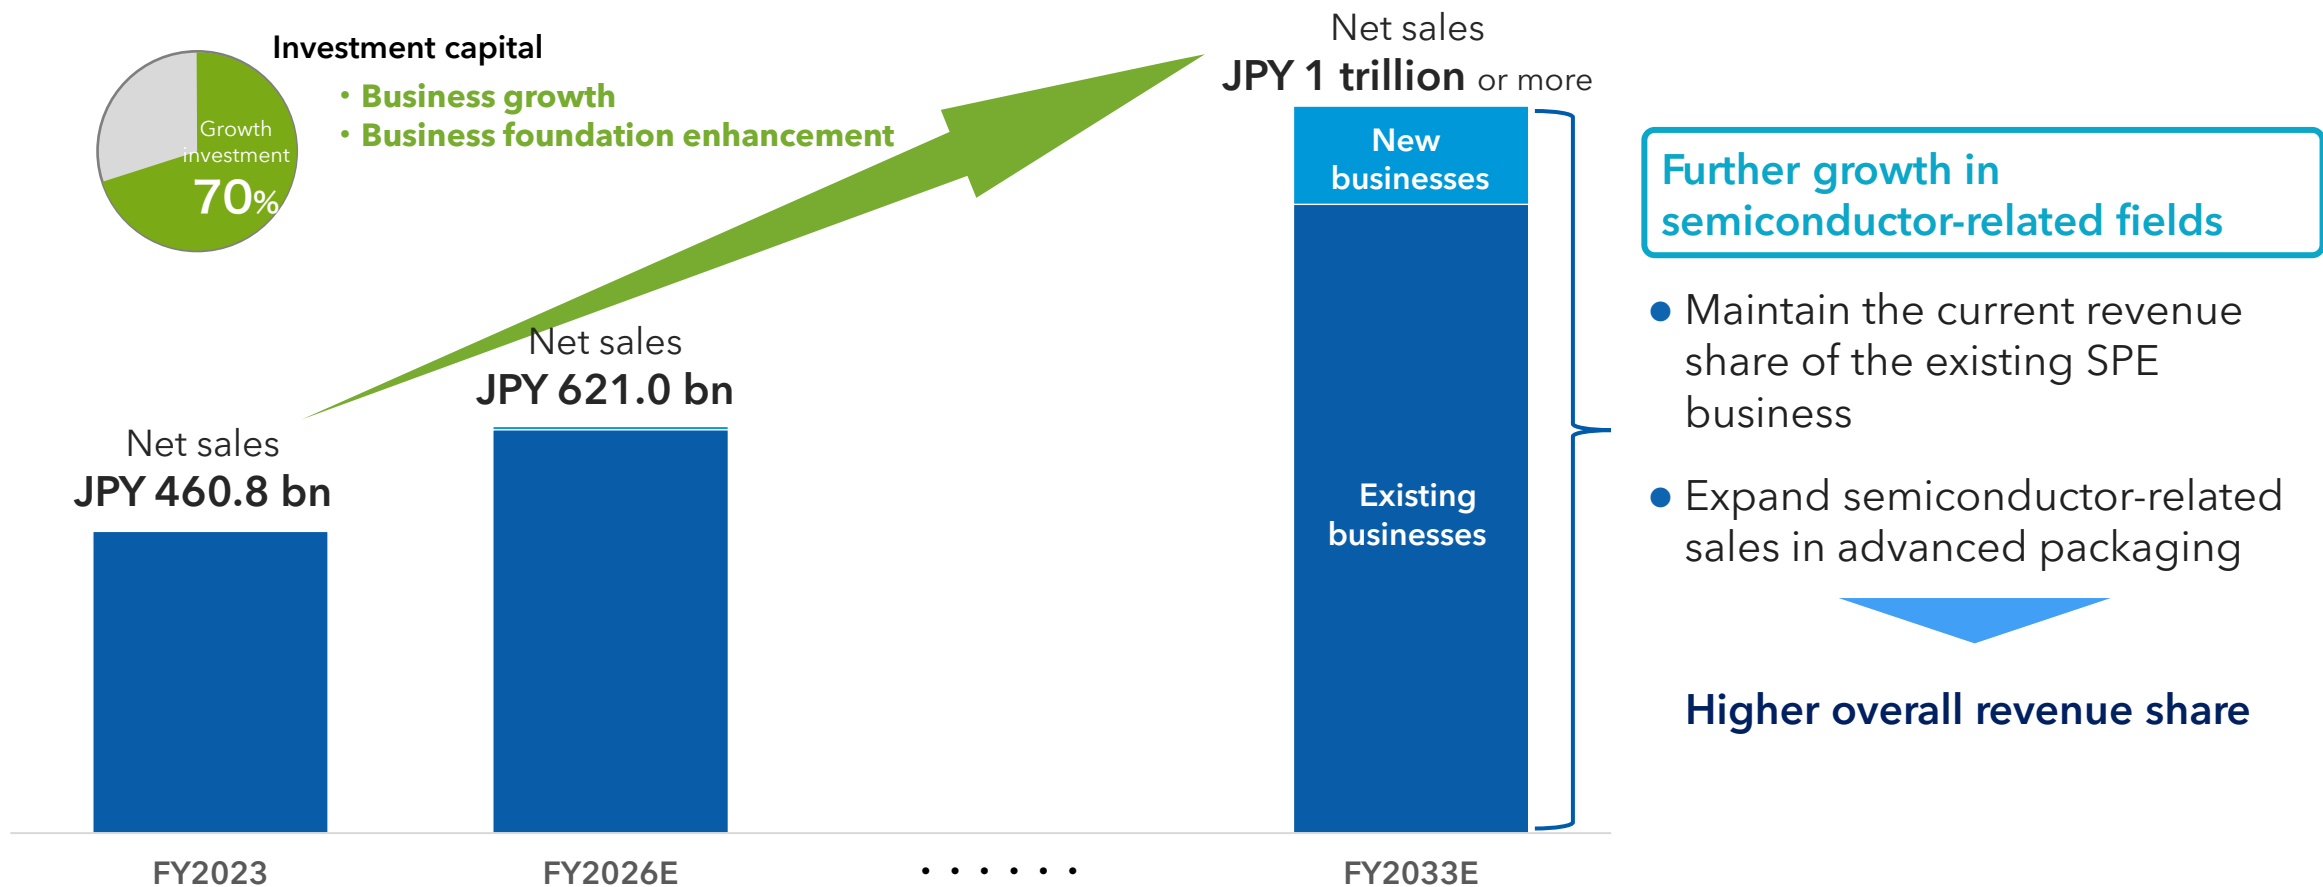 Investment capital
・Business growth
・Business foundation enhancement
Growth
investment
70%
Net sales
JPY 460.8 bn
Net sales
JPY 621.0 bn
Net sales
JPY 1 trillion or more
New
businesses
Existing
businesses
FY2023
FY2026E
・・・・・・
FY2033E
Further growth in
semiconductor-related fields
● Maintain the current revenue
share of the existing SPE
business
● Expand semiconductor-related
sales in advanced packaging
Higher overall revenue share